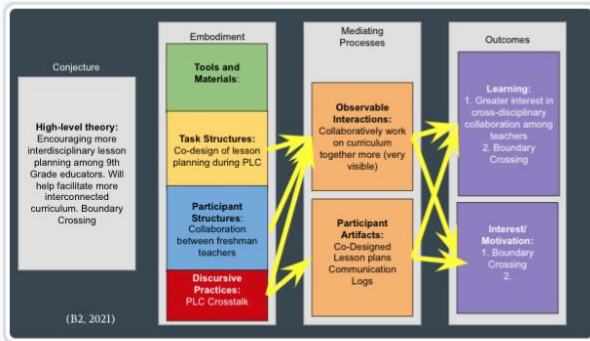 Conjecture
High-level theory:
Encouraging more
interdisciplinary lesson
planning among 9th
Grade educators. Will
help facilitate more
interconnected
curriculum. Boundary
Crossing
(B2, 2021)
Embodiment
Tools and
Materials:
Task Structures:
Co-design of lesson
planning during PLC
Participant
Structures:
Collaboration
between freshman
teachers
Discursive
Practices:
PLC Crosstalk
Mediating
Processes
Observable
Interactions:
Collaboratively work
on curriculum
together more (very
visible)
Participant
Artifacts:
Co-Designed
Lesson plans
Communication
Logs
Outcomes
Learning:
1. Greater interest in
cross-disciplinary
collaboration among
teachers
2. Boundary
Crossing
Interest/
Motivation:
1. Boundary
Crossing
2.